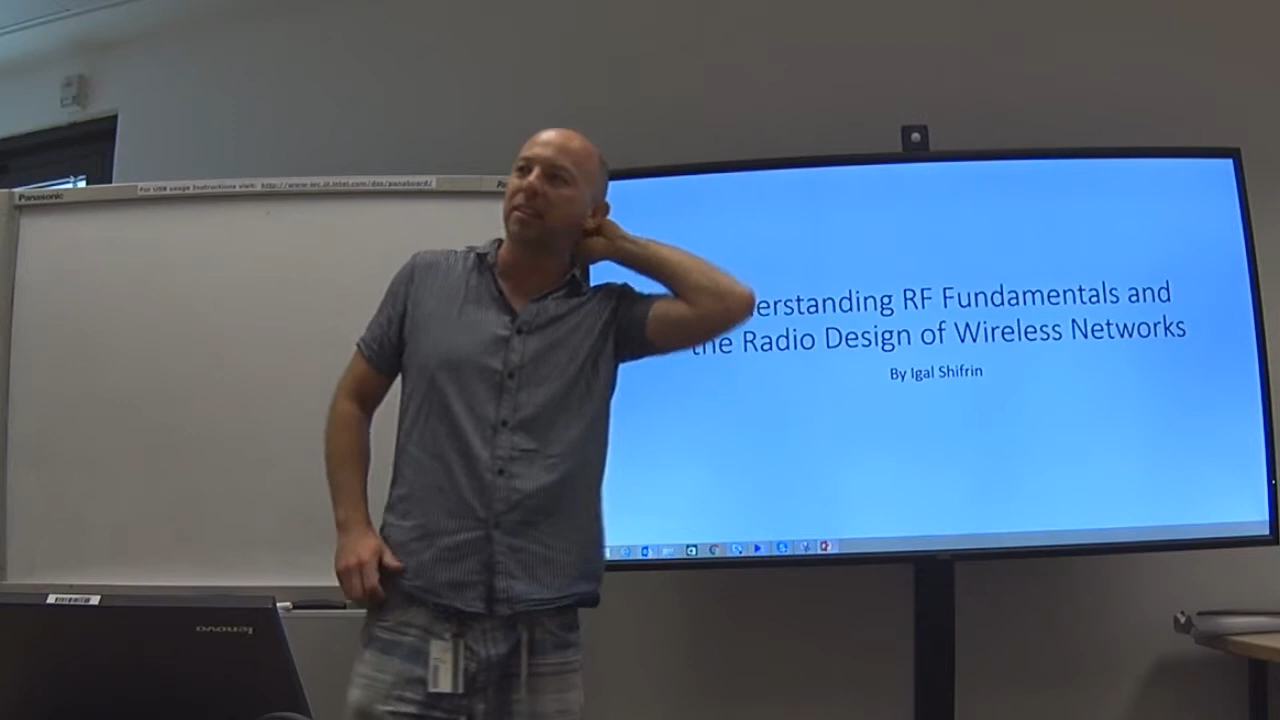 Panasonic
For USB usage Instructions visit: http://www.iec.jf.intel.com/dss/panaboard/
erstanding RF Fundamentals and
the Radio Design of Wireless Networks
By Igal Shifrin
lenovo